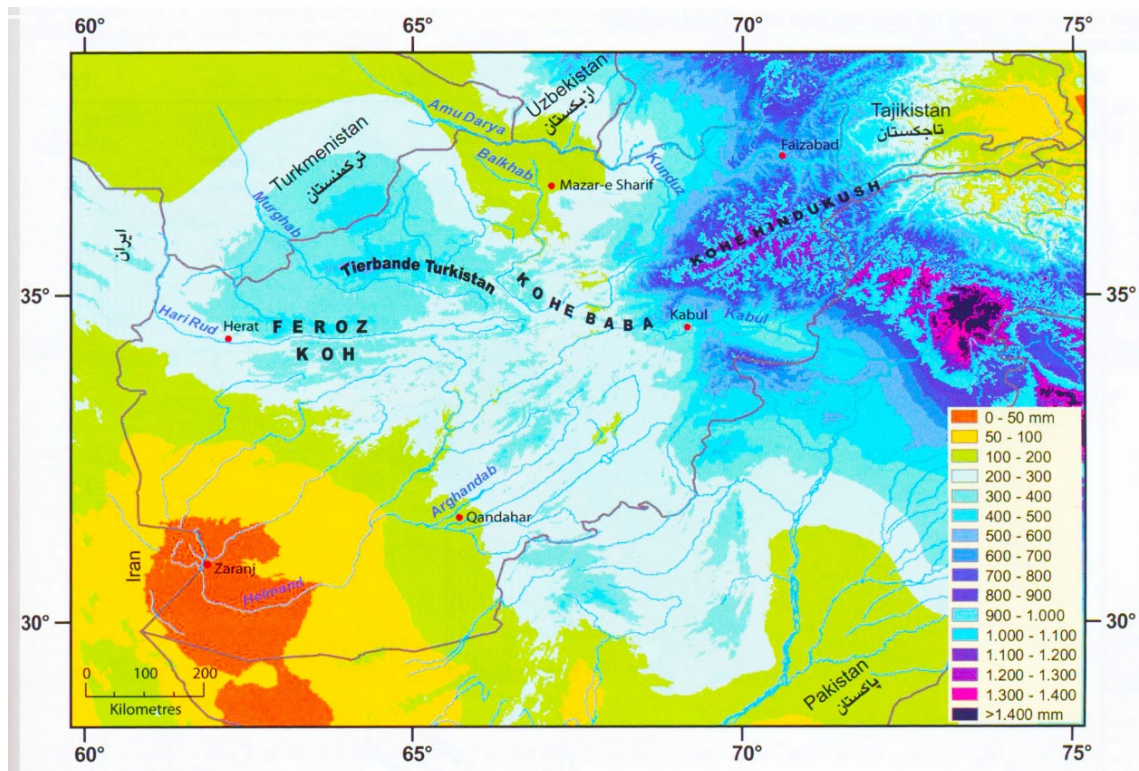 60°
65°
70°
75°
Uzbekistan
ازبکستان
Tajikistan
تاجکستان
Amu Darya
Turkmenistan
ترکمنستان
Balkhab
Kunduz
Faizabad
Mazar-e Sharif
Murghab
ایران
KOHE HINDUKUSH
Tierbande Turkistan
KOHE BABA
35°
35°
Hari Rud
Herat
FEROZ
KOH
Kabul
Kabul
Arghandab
Qandahar
Iran
Zaranj
Helmand
30°
30°
0 100 200
Kilometres
Pakistan
پاکستان
0 - 50 mm
50 - 100
100 - 200
200 - 300
300 - 400
400 - 500
500 - 600
600 - 700
700 - 800
800 - 900
900 - 1.000
1.000 - 1.100
1.100 - 1.200
1.200 - 1.300
1.300 - 1.400
>1.400 mm
60°
65°
70°
75°